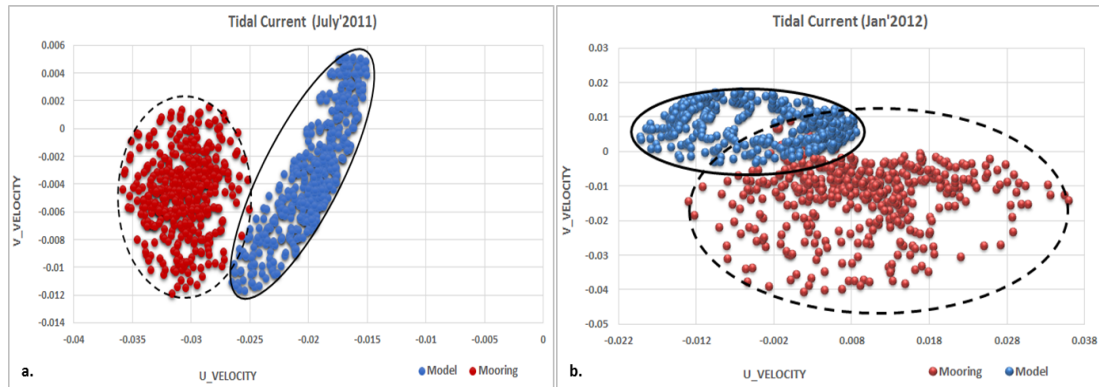 Tidal Current (July'2011)
0.006
0.004
0.002
0
-0.002
-0.004
-0.006
-0.008
-0.01
-0.012
-0.014
V_VELOCITY
-0.04 -0.035 -0.03 -0.025 -0.02 -0.015 -0.01 -0.005 0
a. U_VELOCITY Model Mooring
Tidal Current (Jan'2012)
0.03
0.02
0.01
0
-0.01
-0.02
-0.03
-0.04
-0.05
V_VELOCITY
-0.022 -0.012 -0.002 0.008 0.018 0.028 0.038
b. U_VELOCITY Mooring Model